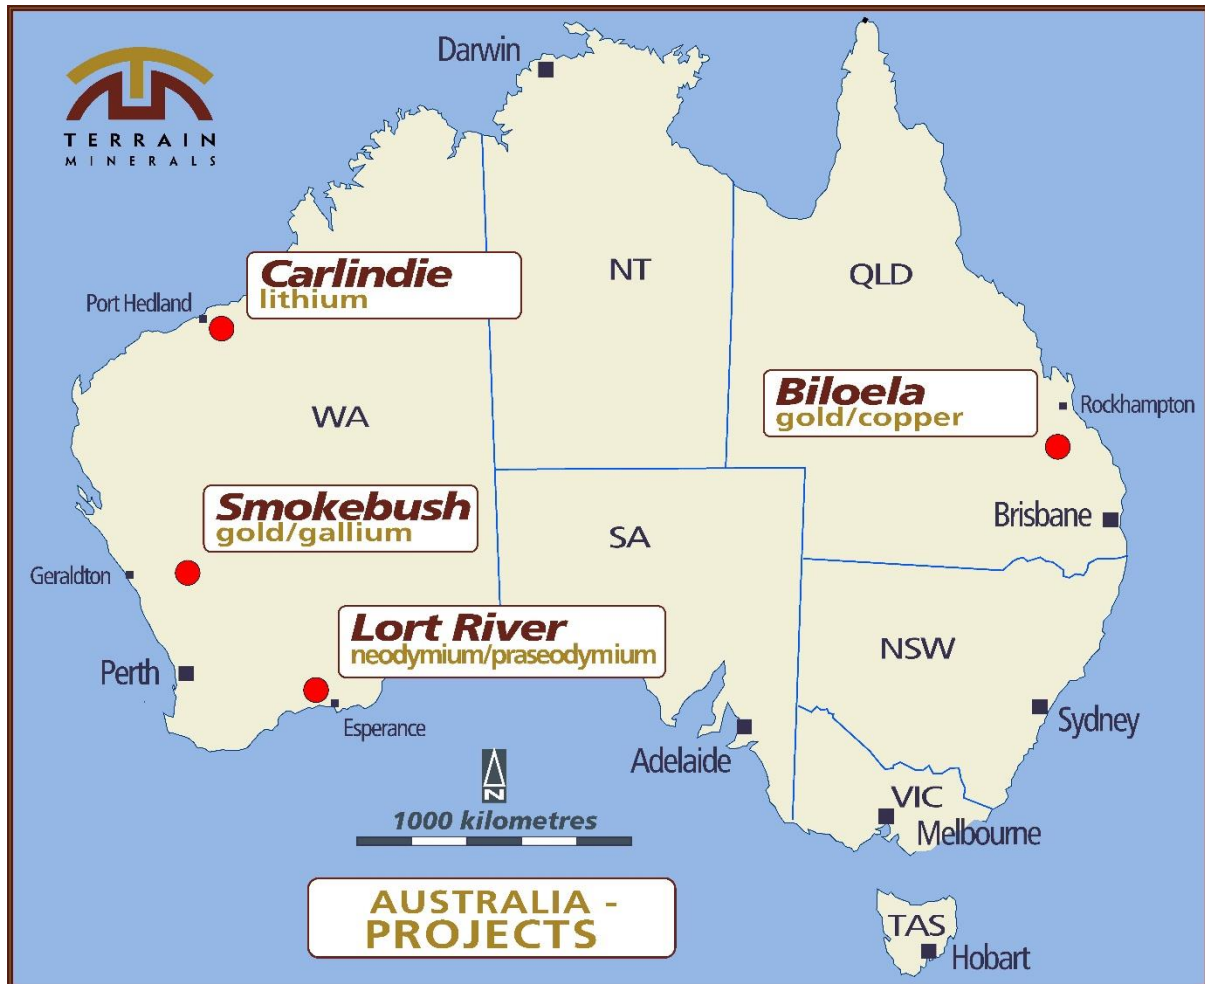 Darwin
TERRAIN
MINERALS
Carlindie
lithium
NT
QLD
Port Hedland
Biloela
gold/copper
Rockhampton
WA
Smokebush
gold/gallium
SA
Brisbane
Geraldton
Lort River
neodymium/praseodymium
NSW
Perth
Esperance
Sydney
Adelaide
N
VIC
1000 kilometres
Melbourne
AUSTRALIA -
PROJECTS
TAS
Hobart